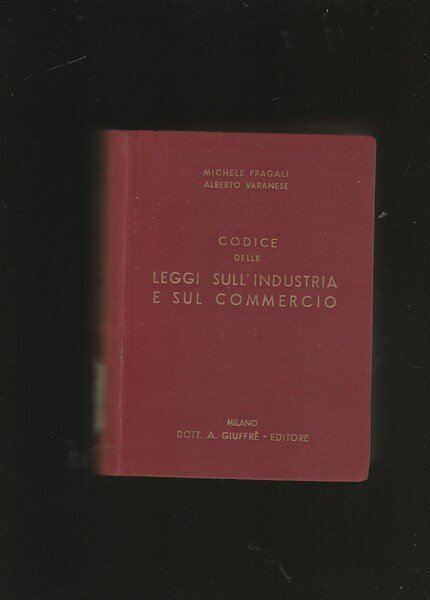 MICHELE FRAGALI
ALBERTO VARANESE
CODICE
DELLE
LEGGI SULL'INDUSTRIA
E SUL COMMERCIO
MILANO
DOTT. A. GIUFFRÈ - EDITORE